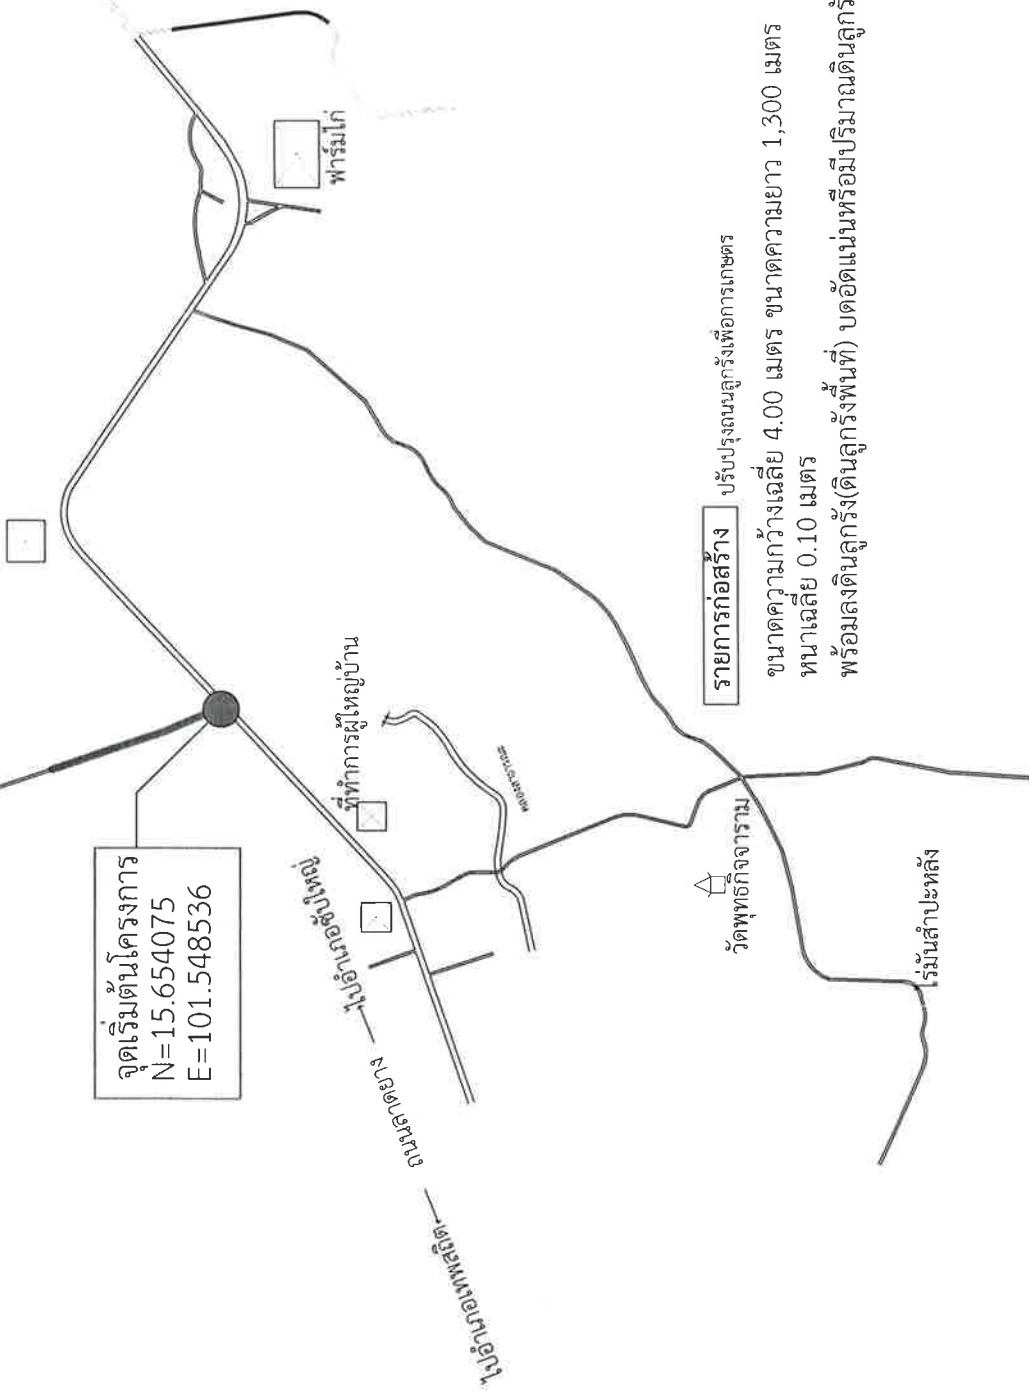 จุดเริ่มต้นโครงการ
N=15.654075
E=101.548536
ฟาร์มไก่
ที่ทำการผู้ใหญ่บ้าน
ไปอำเภอซับใหญ่
ถนนลาดยาง
ไปอำเภอเทพสถิต
วัดพุทธกิจจาราม
ไร่มันสำปะหลัง
รายการก่อสร้าง ปรับปรุงถนนลูกรังเพื่อการเกษตร
ขนาดความกว้างเฉลี่ย 4.00 เมตร ขนาดความยาว 1,300 เมตร
หนาเฉลี่ย 0.10 เมตร
พร้อมลงดินลูกรัง(ดินลูกรังพื้นที่) บดอัดแน่นหรือมีปริมาณดินลูกรั